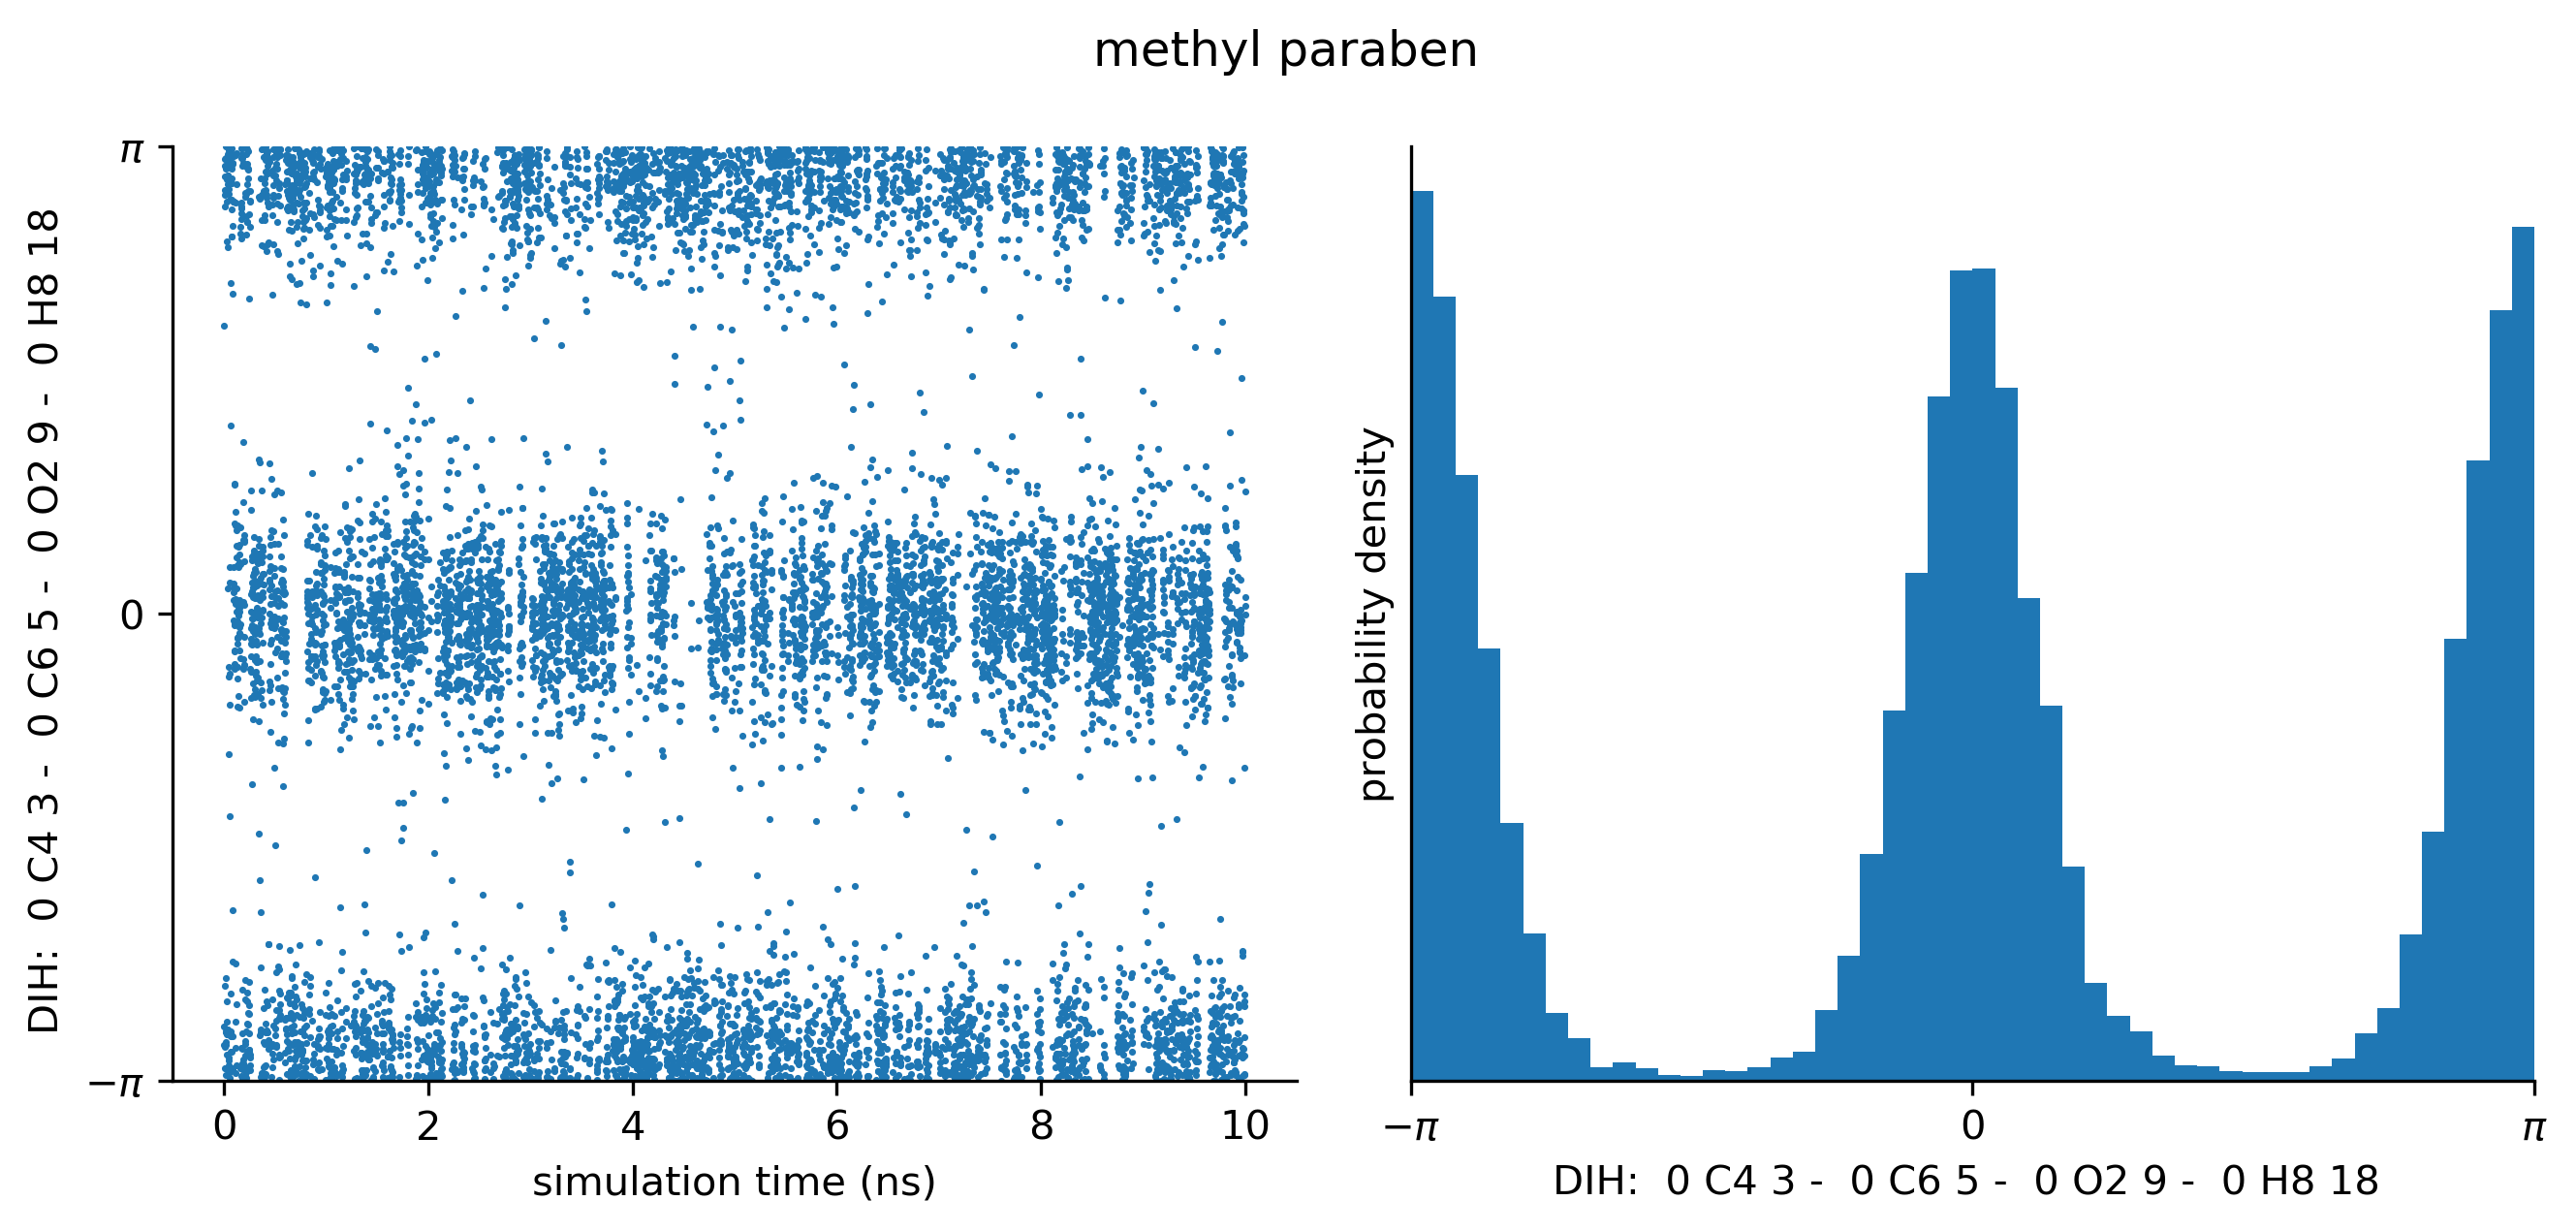 methyl paraben
π
0
−π
DIH:  0 C4 3 -  0 C6 5 -  0 O2 9 -  0 H8 18
0 2 4 6 8 10
simulation time (ns)
probability density
−π 0 π
DIH:  0 C4 3 -  0 C6 5 -  0 O2 9 -  0 H8 18